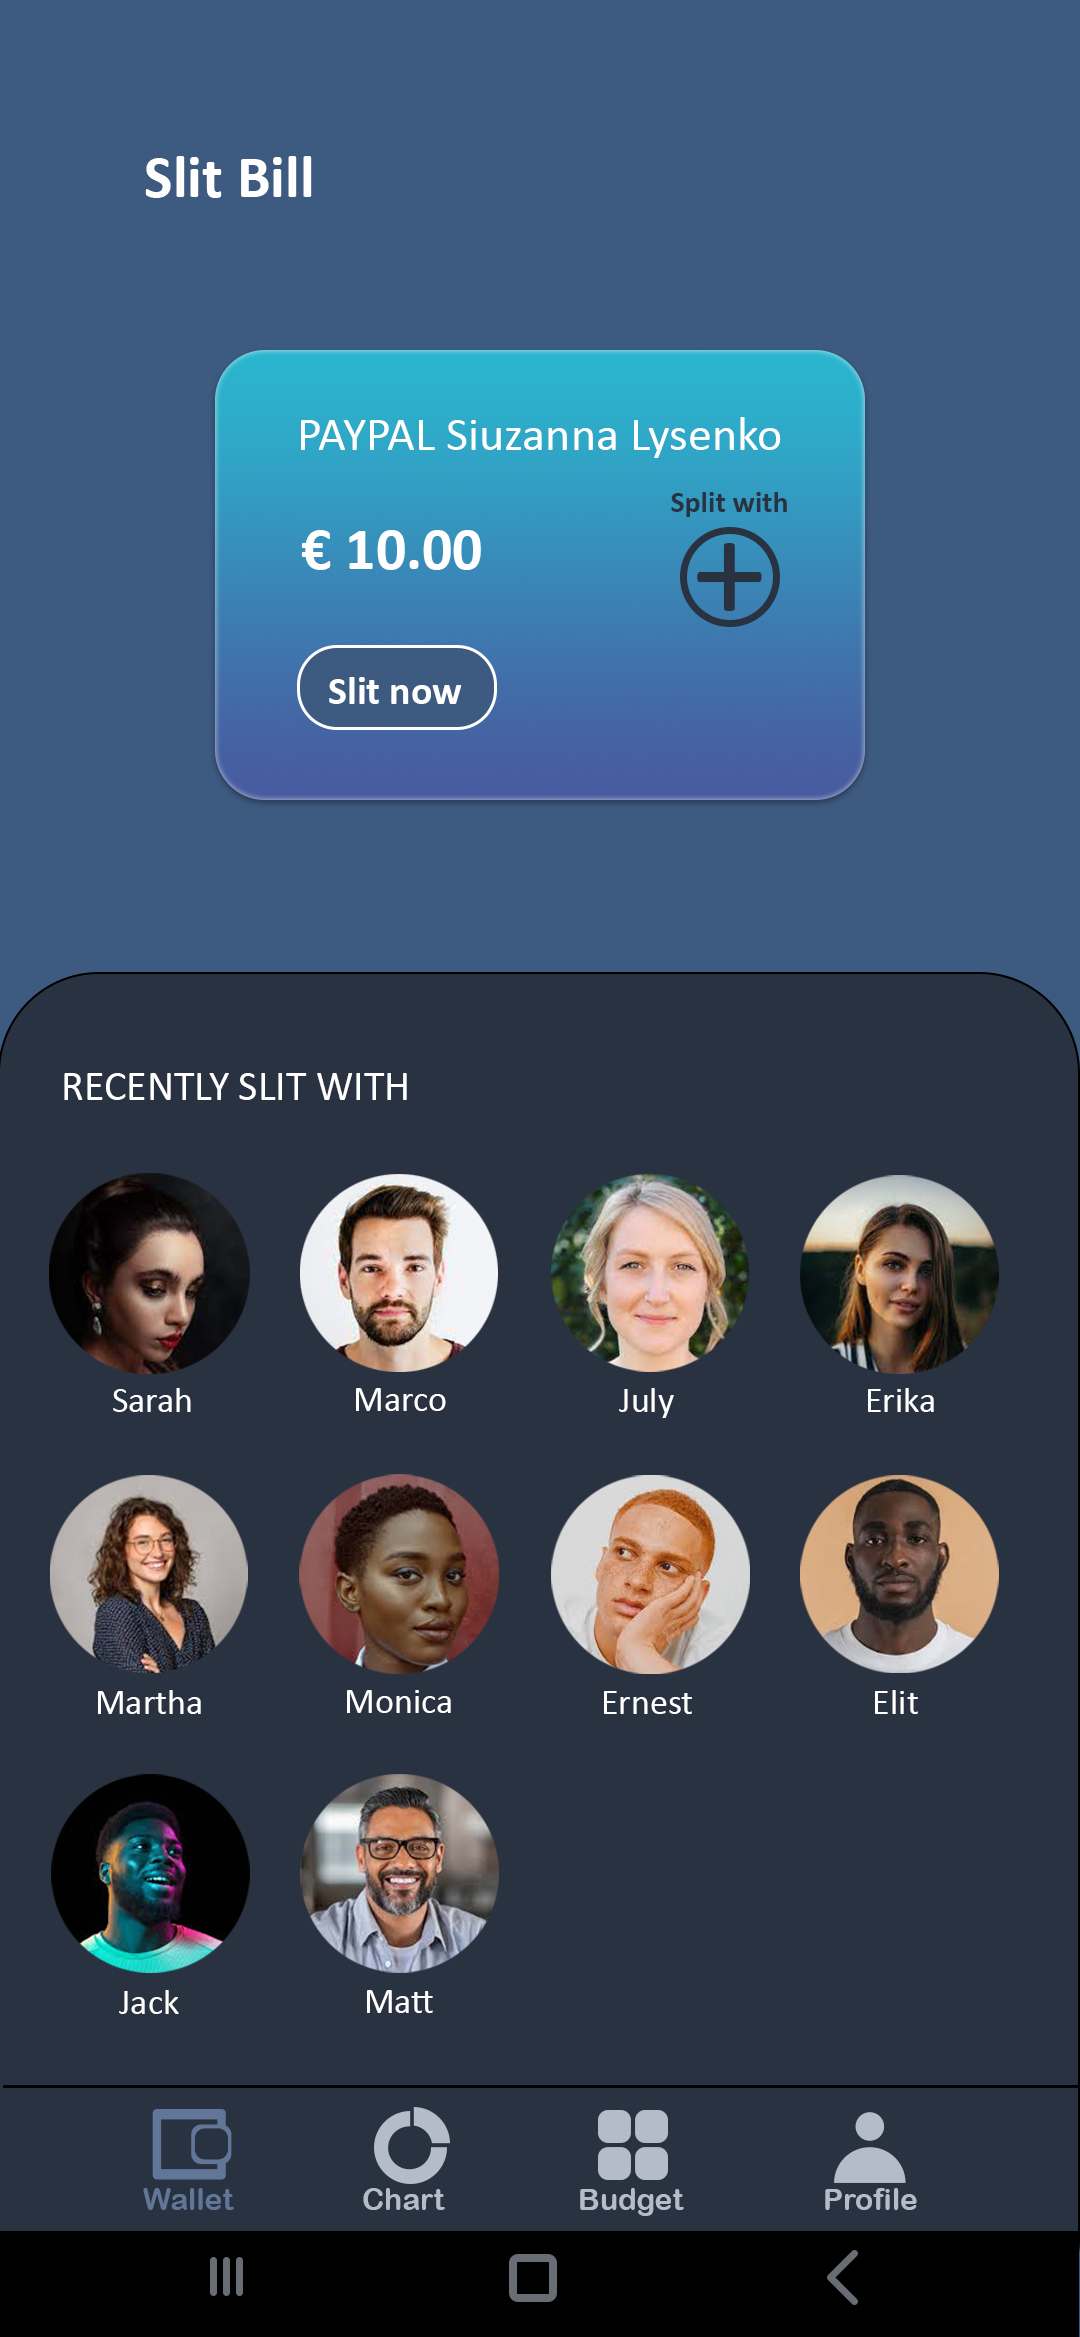 Slit Bill
PAYPAL Siuzanna Lysenko
Split with
€ 10.00
Slit now
RECENTLY SLIT WITH
Sarah
Marco
July
Erika
Martha
Monica
Ernest
Elit
Jack
Matt
Wallet
Chart
Budget
Profile